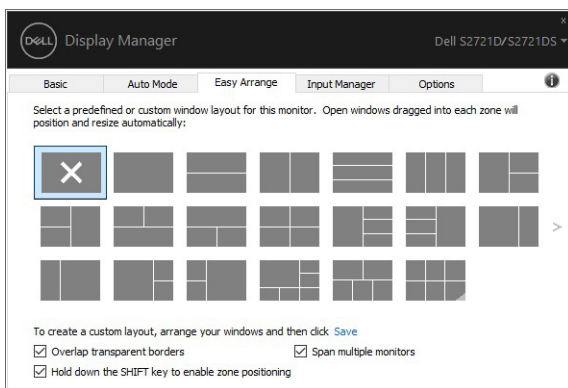 DELL Display Manager
Dell S2721D/S2721DS
Basic Auto Mode Easy Arrange Input Manager Options
Select a predefined or custom window layout for this monitor. Open windows dragged into each zone will
position and resize automatically:
To create a custom layout, arrange your windows and then click Save
Overlap transparent borders Span multiple monitors
Hold down the SHIFT key to enable zone positioning